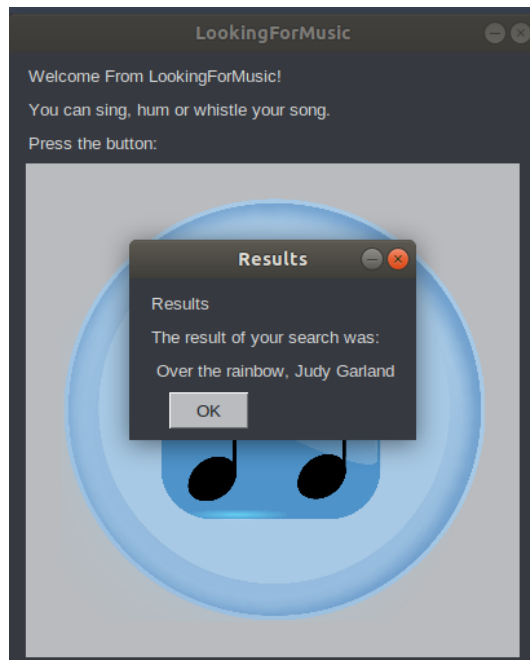 LookingForMusic
Welcome From LookingForMusic!
You can sing, hum or whistle your song.
Press the button:
Results
Results
The result of your search was:
Over the rainbow, Judy Garland
OK